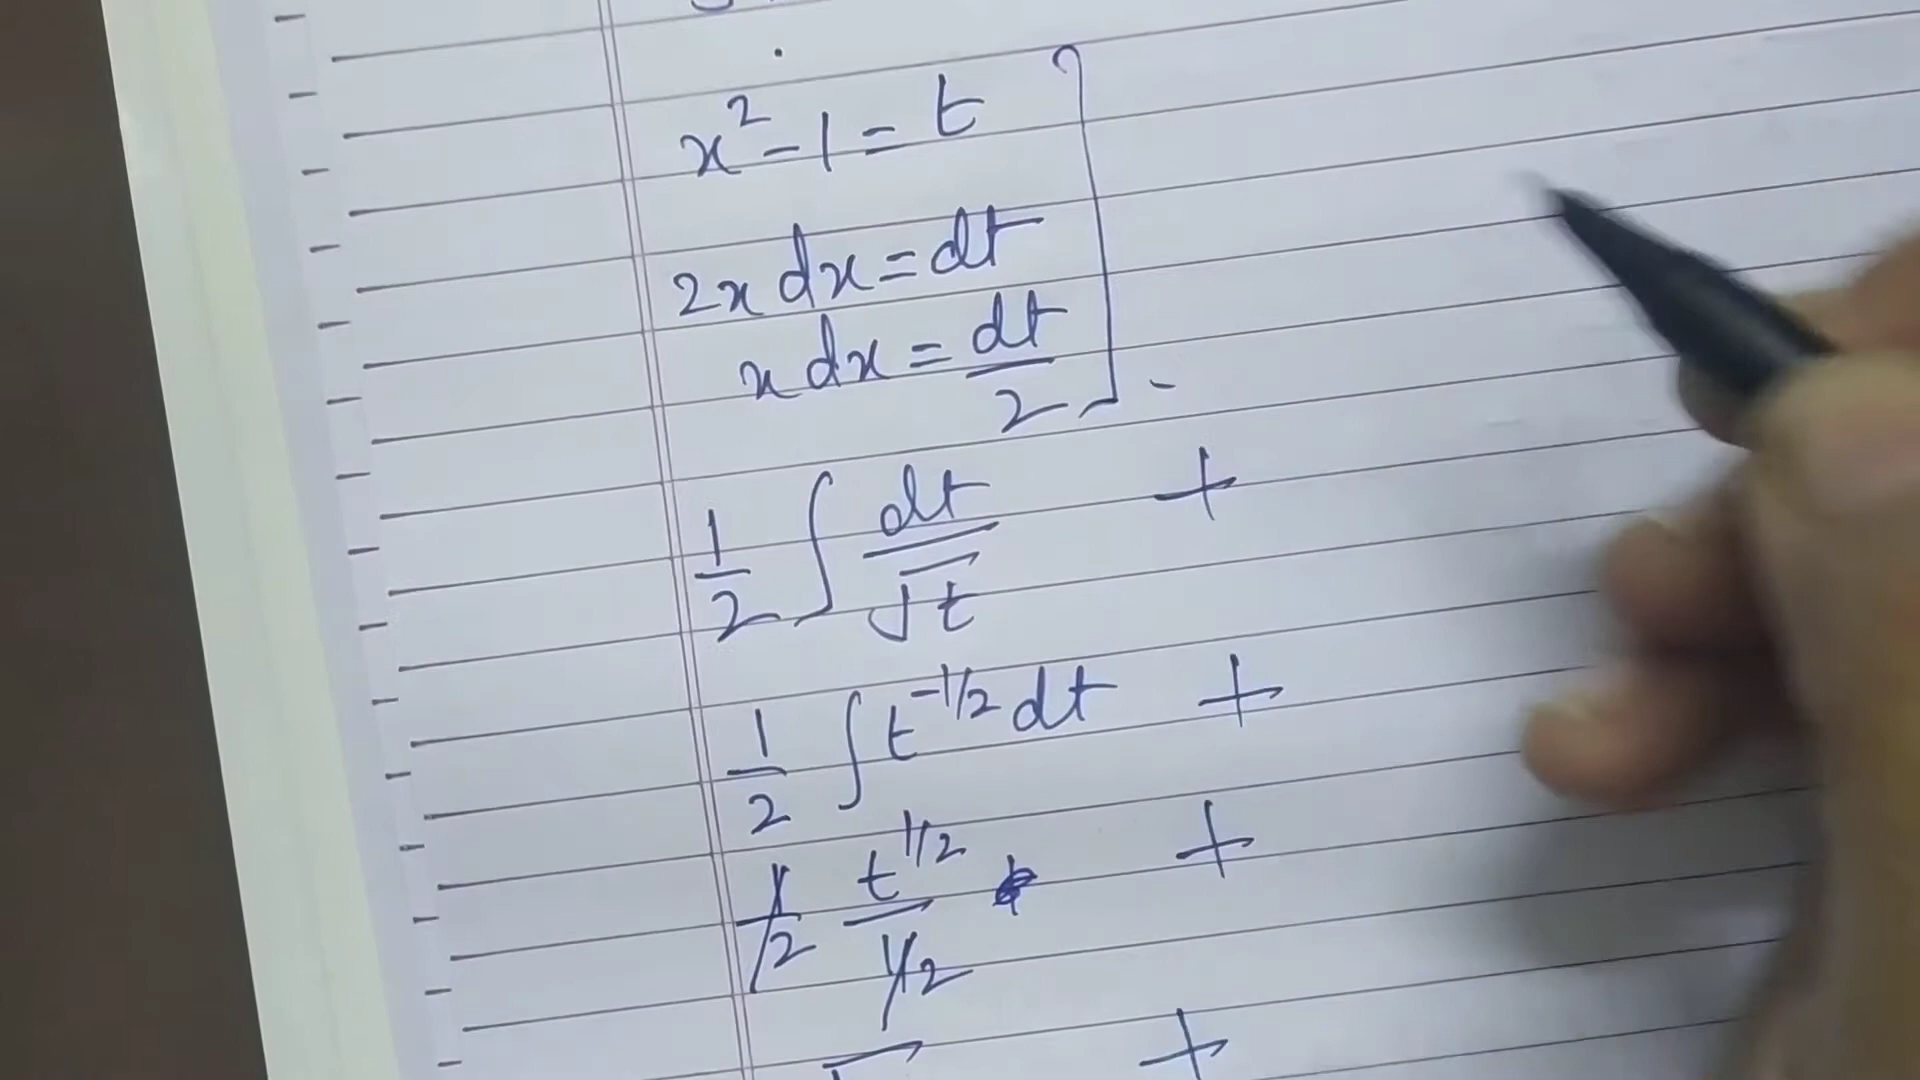 x² - 1 = t
2x dx = dt
x dx = dt/2
1/2 ∫ dt/√t +
1/2 ∫ t^-1/2 dt +
1/2 t^1/2 / 1/2 +
+